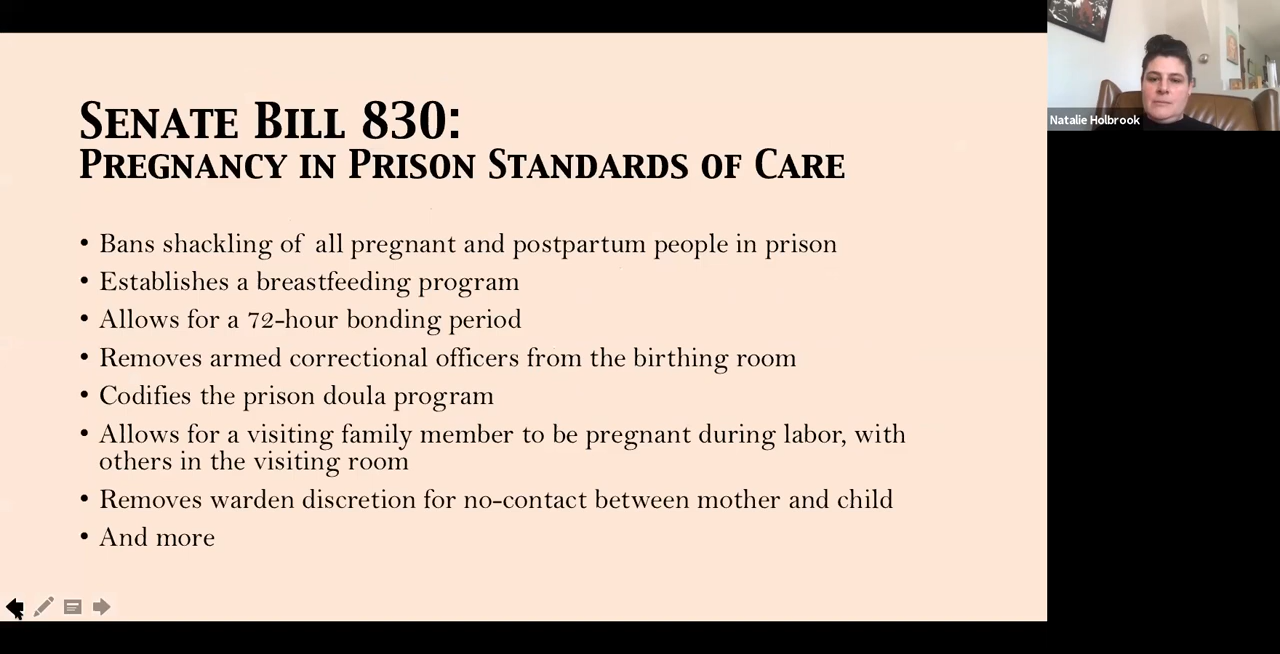 Senate Bill 830:
Pregnancy in Prison Standards of Care
• Bans shackling of all pregnant and postpartum people in prison
• Establishes a breastfeeding program
• Allows for a 72-hour bonding period
• Removes armed correctional officers from the birthing room
• Codifies the prison doula program
• Allows for a visiting family member to be pregnant during labor, with
others in the visiting room
• Removes warden discretion for no-contact between mother and child
• And more
Natalie Holbrook